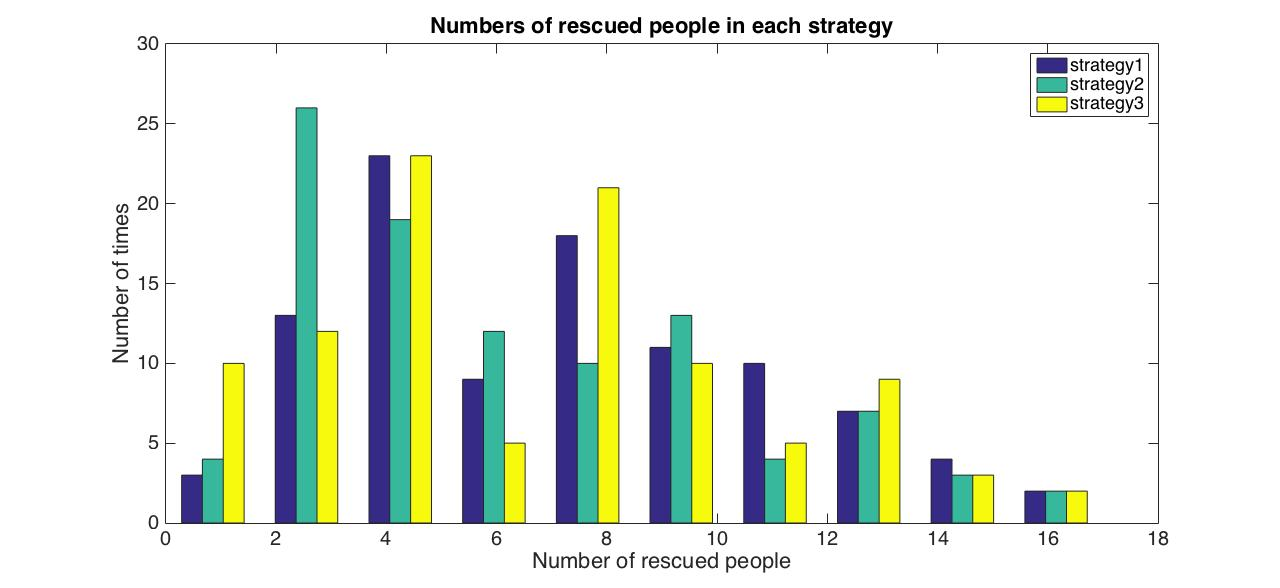 Numbers of rescued people in each strategy
30
25
20
15
10
5
0
Number of times
strategy1
strategy2
strategy3
0 2 4 6 8 10 12 14 16 18
Number of rescued people